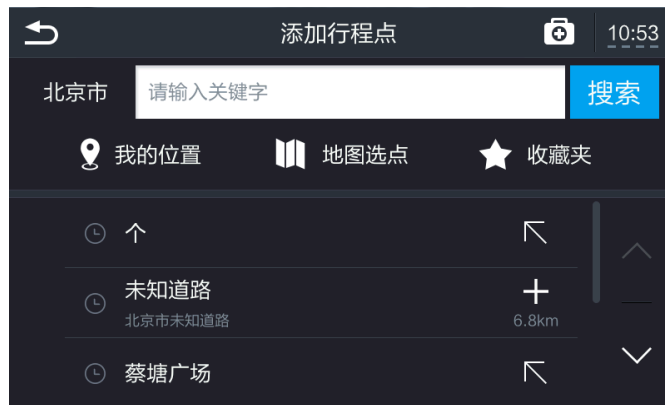 添加行程点
10:53
北京市
请输入关键字
搜索
我的位置
地图选点
收藏夹
个
未知道路
北京市未知道路
6.8km
蔡塘广场